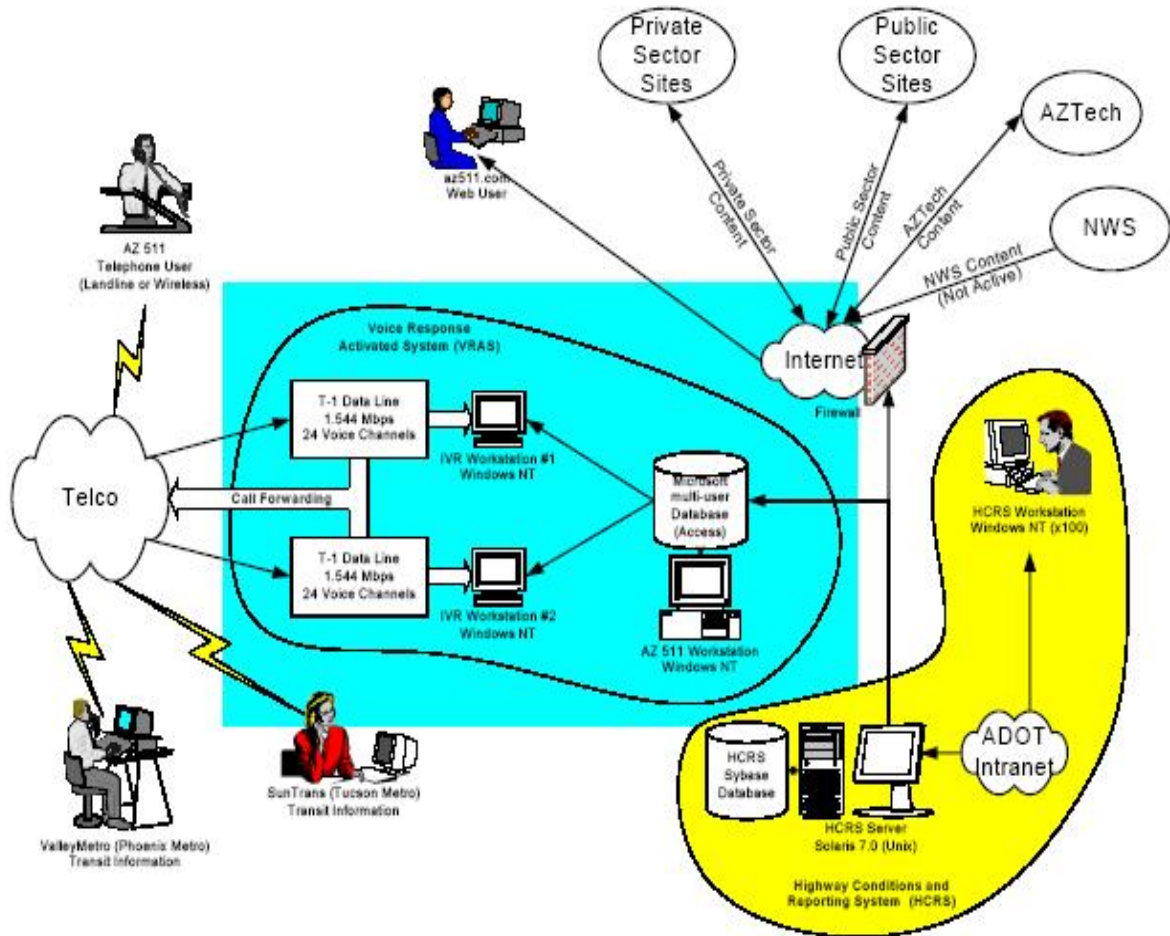 Private
Sector
Sites
Public
Sector
Sites
AZTech
NWS
az511.com
Web User
Private Sector
Content
Public Sector
Content
AZTech
Content
NWS Content
(Not Active)
AZ 511
Telephone User
(Landline or Wireless)
Voice Response
Activated System (VRAS)
Internet
Firewall
T-1 Data Line
1.544 Mbps
24 Voice Channels
IVR Workstation #1
Windows NT
Telco
Call Forwarding
Microsoft
multi-user
Database
(Access)
HCRS Workstation
Windows NT (x100)
T-1 Data Line
1.544 Mbps
24 Voice Channels
IVR Workstation #2
Windows NT
AZ 511 Workstation
Windows NT
SunTrans (Tucson Metro)
Transit Information
ValleyMetro (Phoenix Metro)
Transit Information
HCRS
Sybase
Database
ADOT
Intranet
HCRS Server
Solaris 7.0 (Unix)
Highway Conditions and
Reporting System (HCRS)